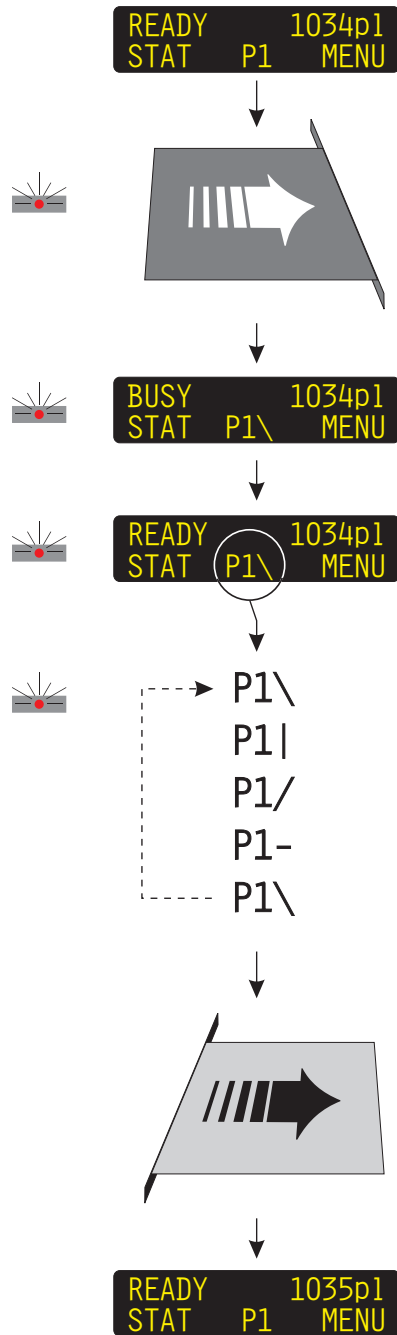 READY 1034pl
STAT P1 MENU
BUSY 1034pl
STAT P1\ MENU
READY 1034pl
STAT P1\ MENU
P1\
P1|
P1/
P1-
P1\
READY 1035pl
STAT P1 MENU